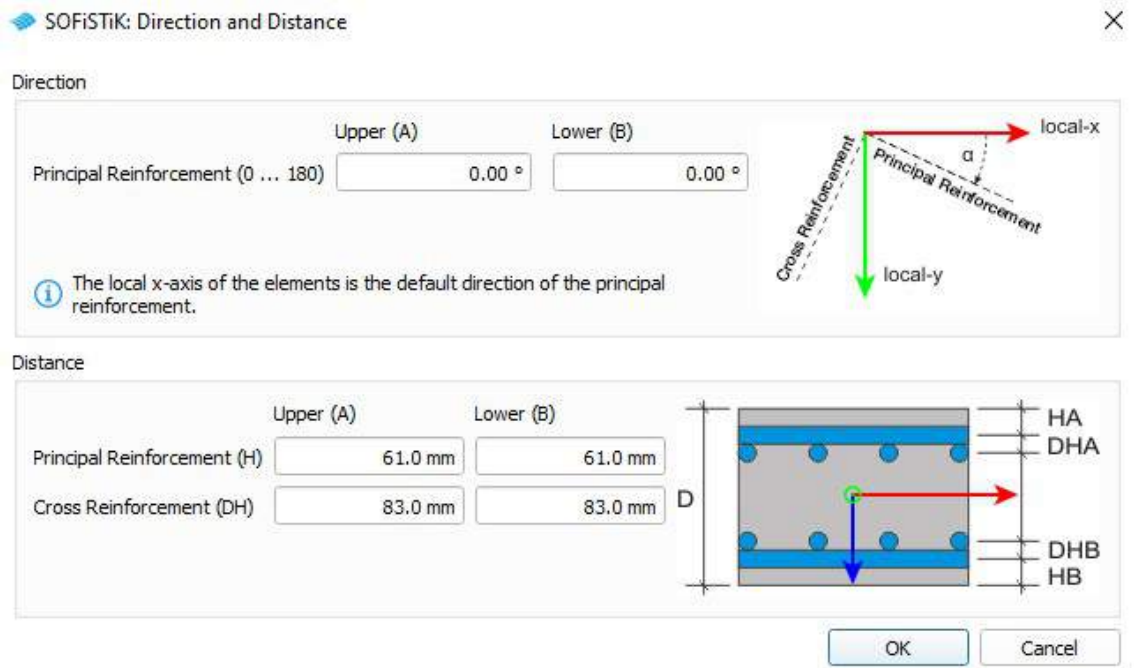 SOFiSTiK: Direction and Distance
Direction
Upper (A) Lower (B)
Principal Reinforcement (0 ... 180) 0.00 ° 0.00 °
The local x-axis of the elements is the default direction of the principal
reinforcement.
local-x
α
Principal Reinforcement
Cross Reinforcement
local-y
Distance
Upper (A) Lower (B)
Principal Reinforcement (H) 61.0 mm 61.0 mm
Cross Reinforcement (DH) 83.0 mm 83.0 mm
D
HA
DHA
DHB
HB
OK Cancel